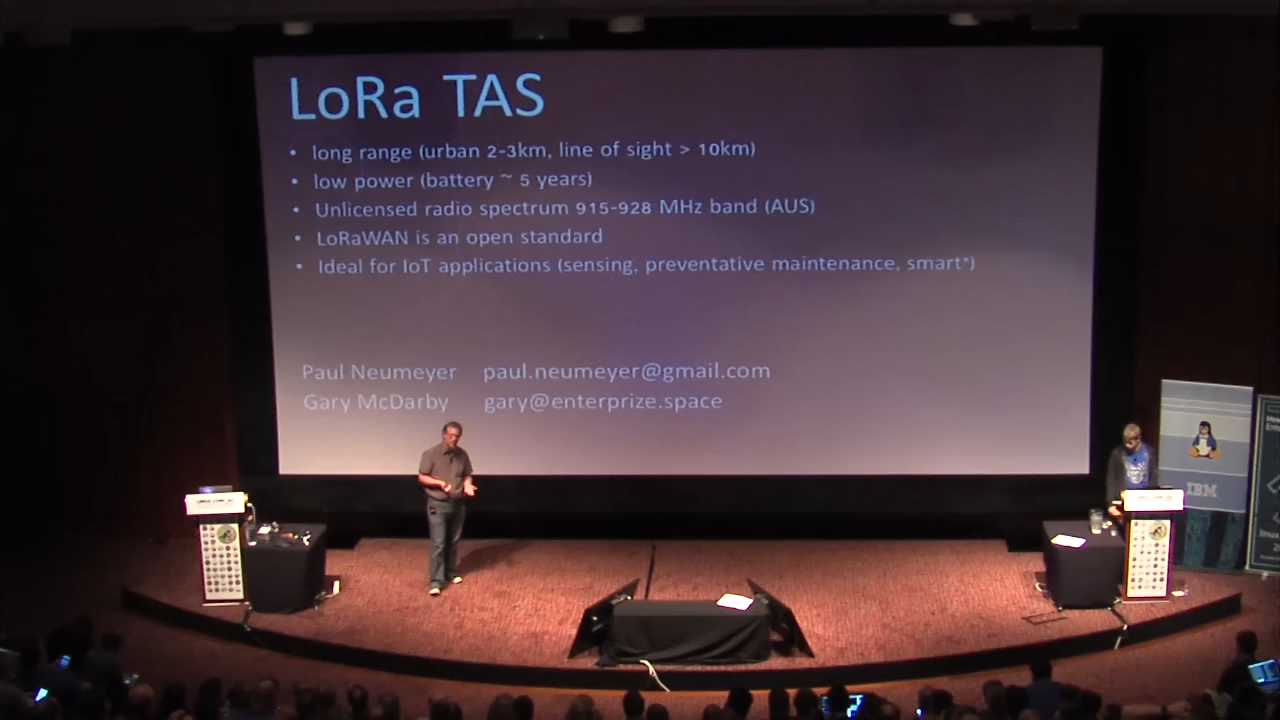 LoRa TAS
• long range (urban 2-3km, line of sight > 10km)
• low power (battery ~ 5 years)
• Unlicensed radio spectrum 915-928 MHz band (AUS)
• LoRaWAN is an open standard
• Ideal for IoT applications (sensing, preventative maintenance, smart*)
Paul Neumeyer paul.neumeyer@gmail.com
Gary McDarby gary@enterprize.space
IBM